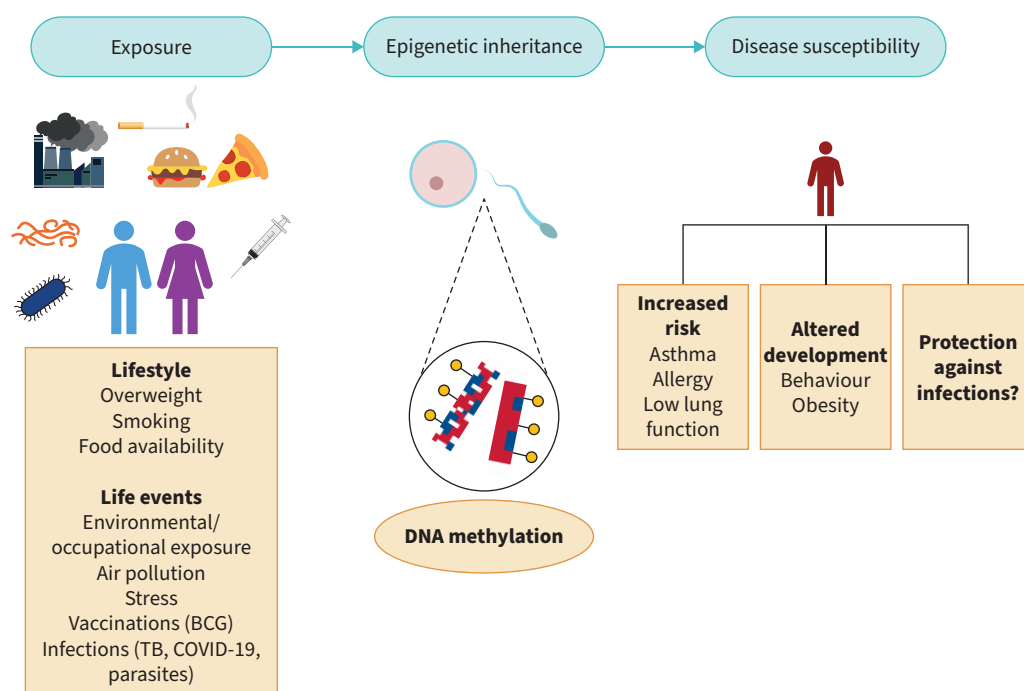 Exposure
Epigenetic inheritance
Disease susceptibility
Lifestyle
Overweight
Smoking
Food availability
Life events
Environmental/
occupational exposure
Air pollution
Stress
Vaccinations (BCG)
Infections (TB, COVID-19,
parasites)
DNA methylation
Increased
risk
Asthma
Allergy
Low lung
function
Altered
development
Behaviour
Obesity
Protection
against
infections?